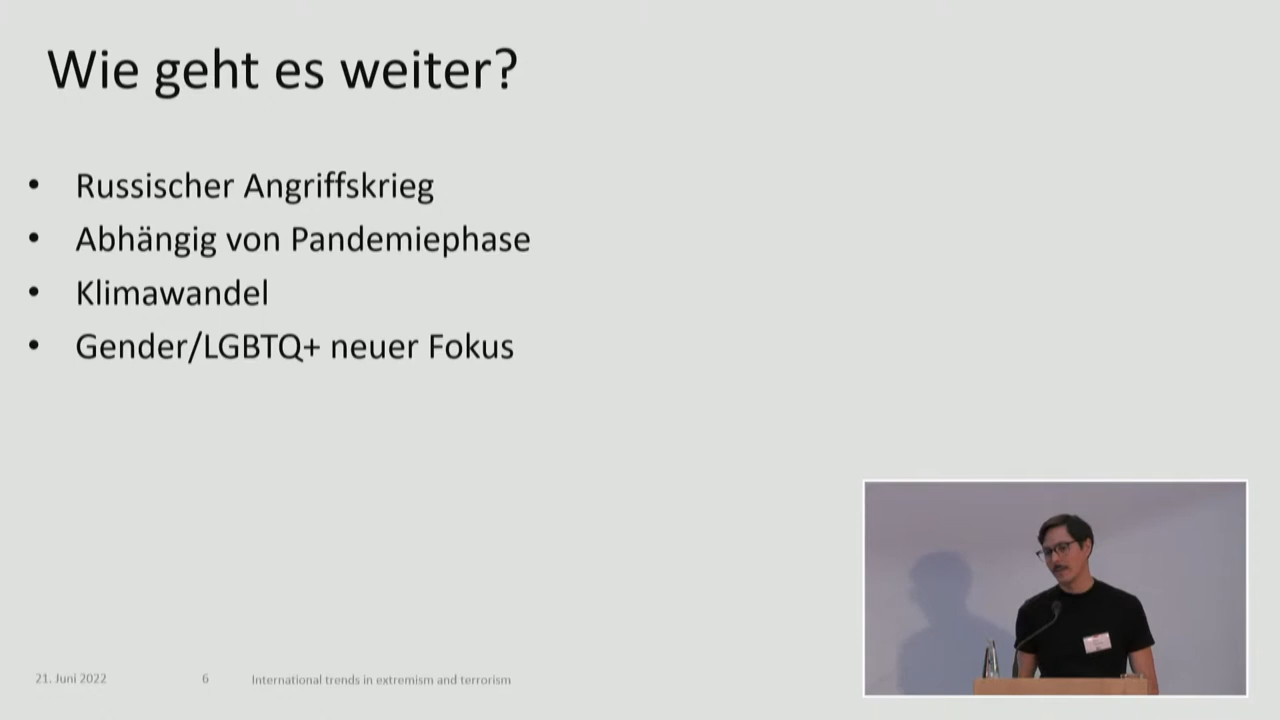 Wie geht es weiter?
• Russischer Angriffskrieg
• Abhängig von Pandemiephase
• Klimawandel
• Gender/LGBTQ+ neuer Fokus
21. Juni 2022 6 International trends in extremism and terrorism